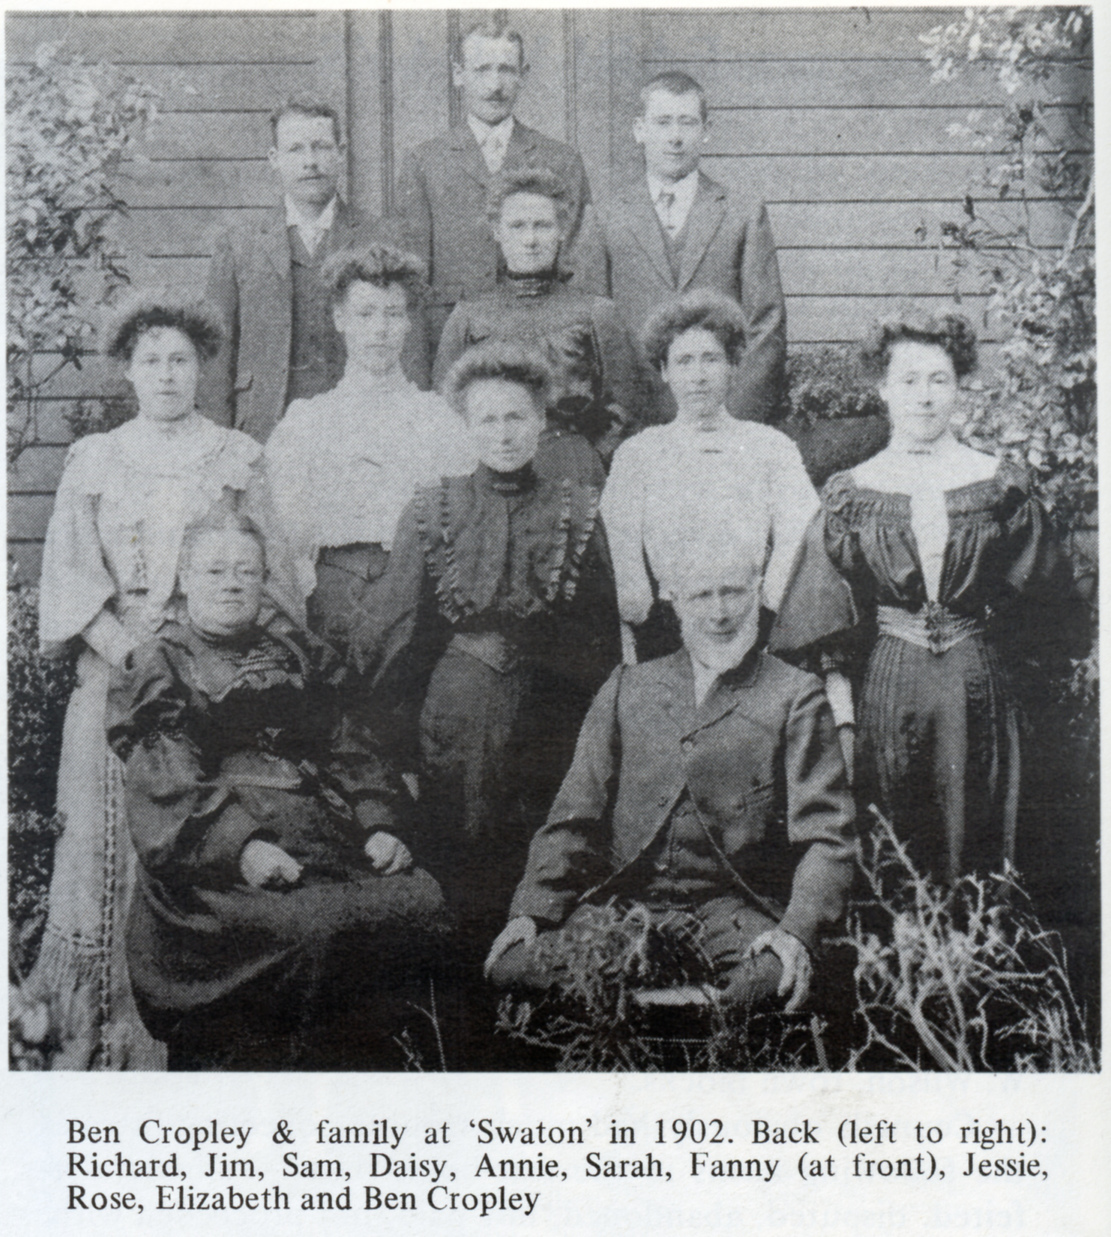 Ben Cropley & family at ‘Swaton’ in 1902. Back (left to right):
Richard, Jim, Sam, Daisy, Annie, Sarah, Fanny (at front), Jessie,
Rose, Elizabeth and Ben Cropley